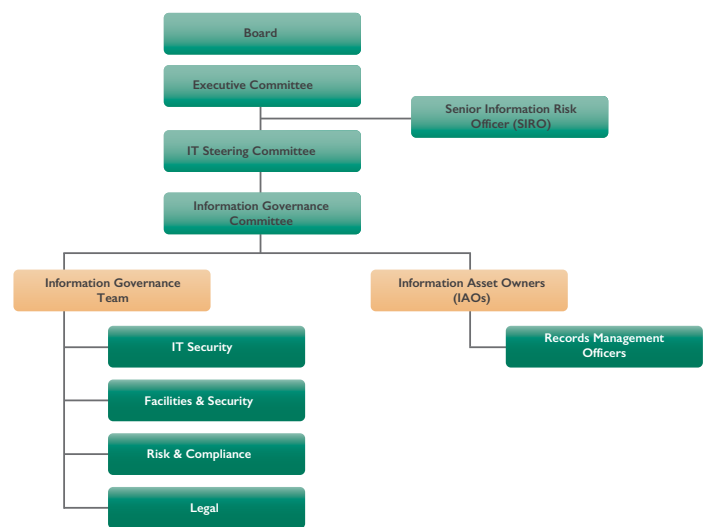 Board
Executive Committee
Senior Information Risk
Officer (SIRO)
IT Steering Committee
Information Governance
Committee
Information Governance
Team
Information Asset Owners
(IAOs)
IT Security
Records Management
Officers
Facilities & Security
Risk & Compliance
Legal